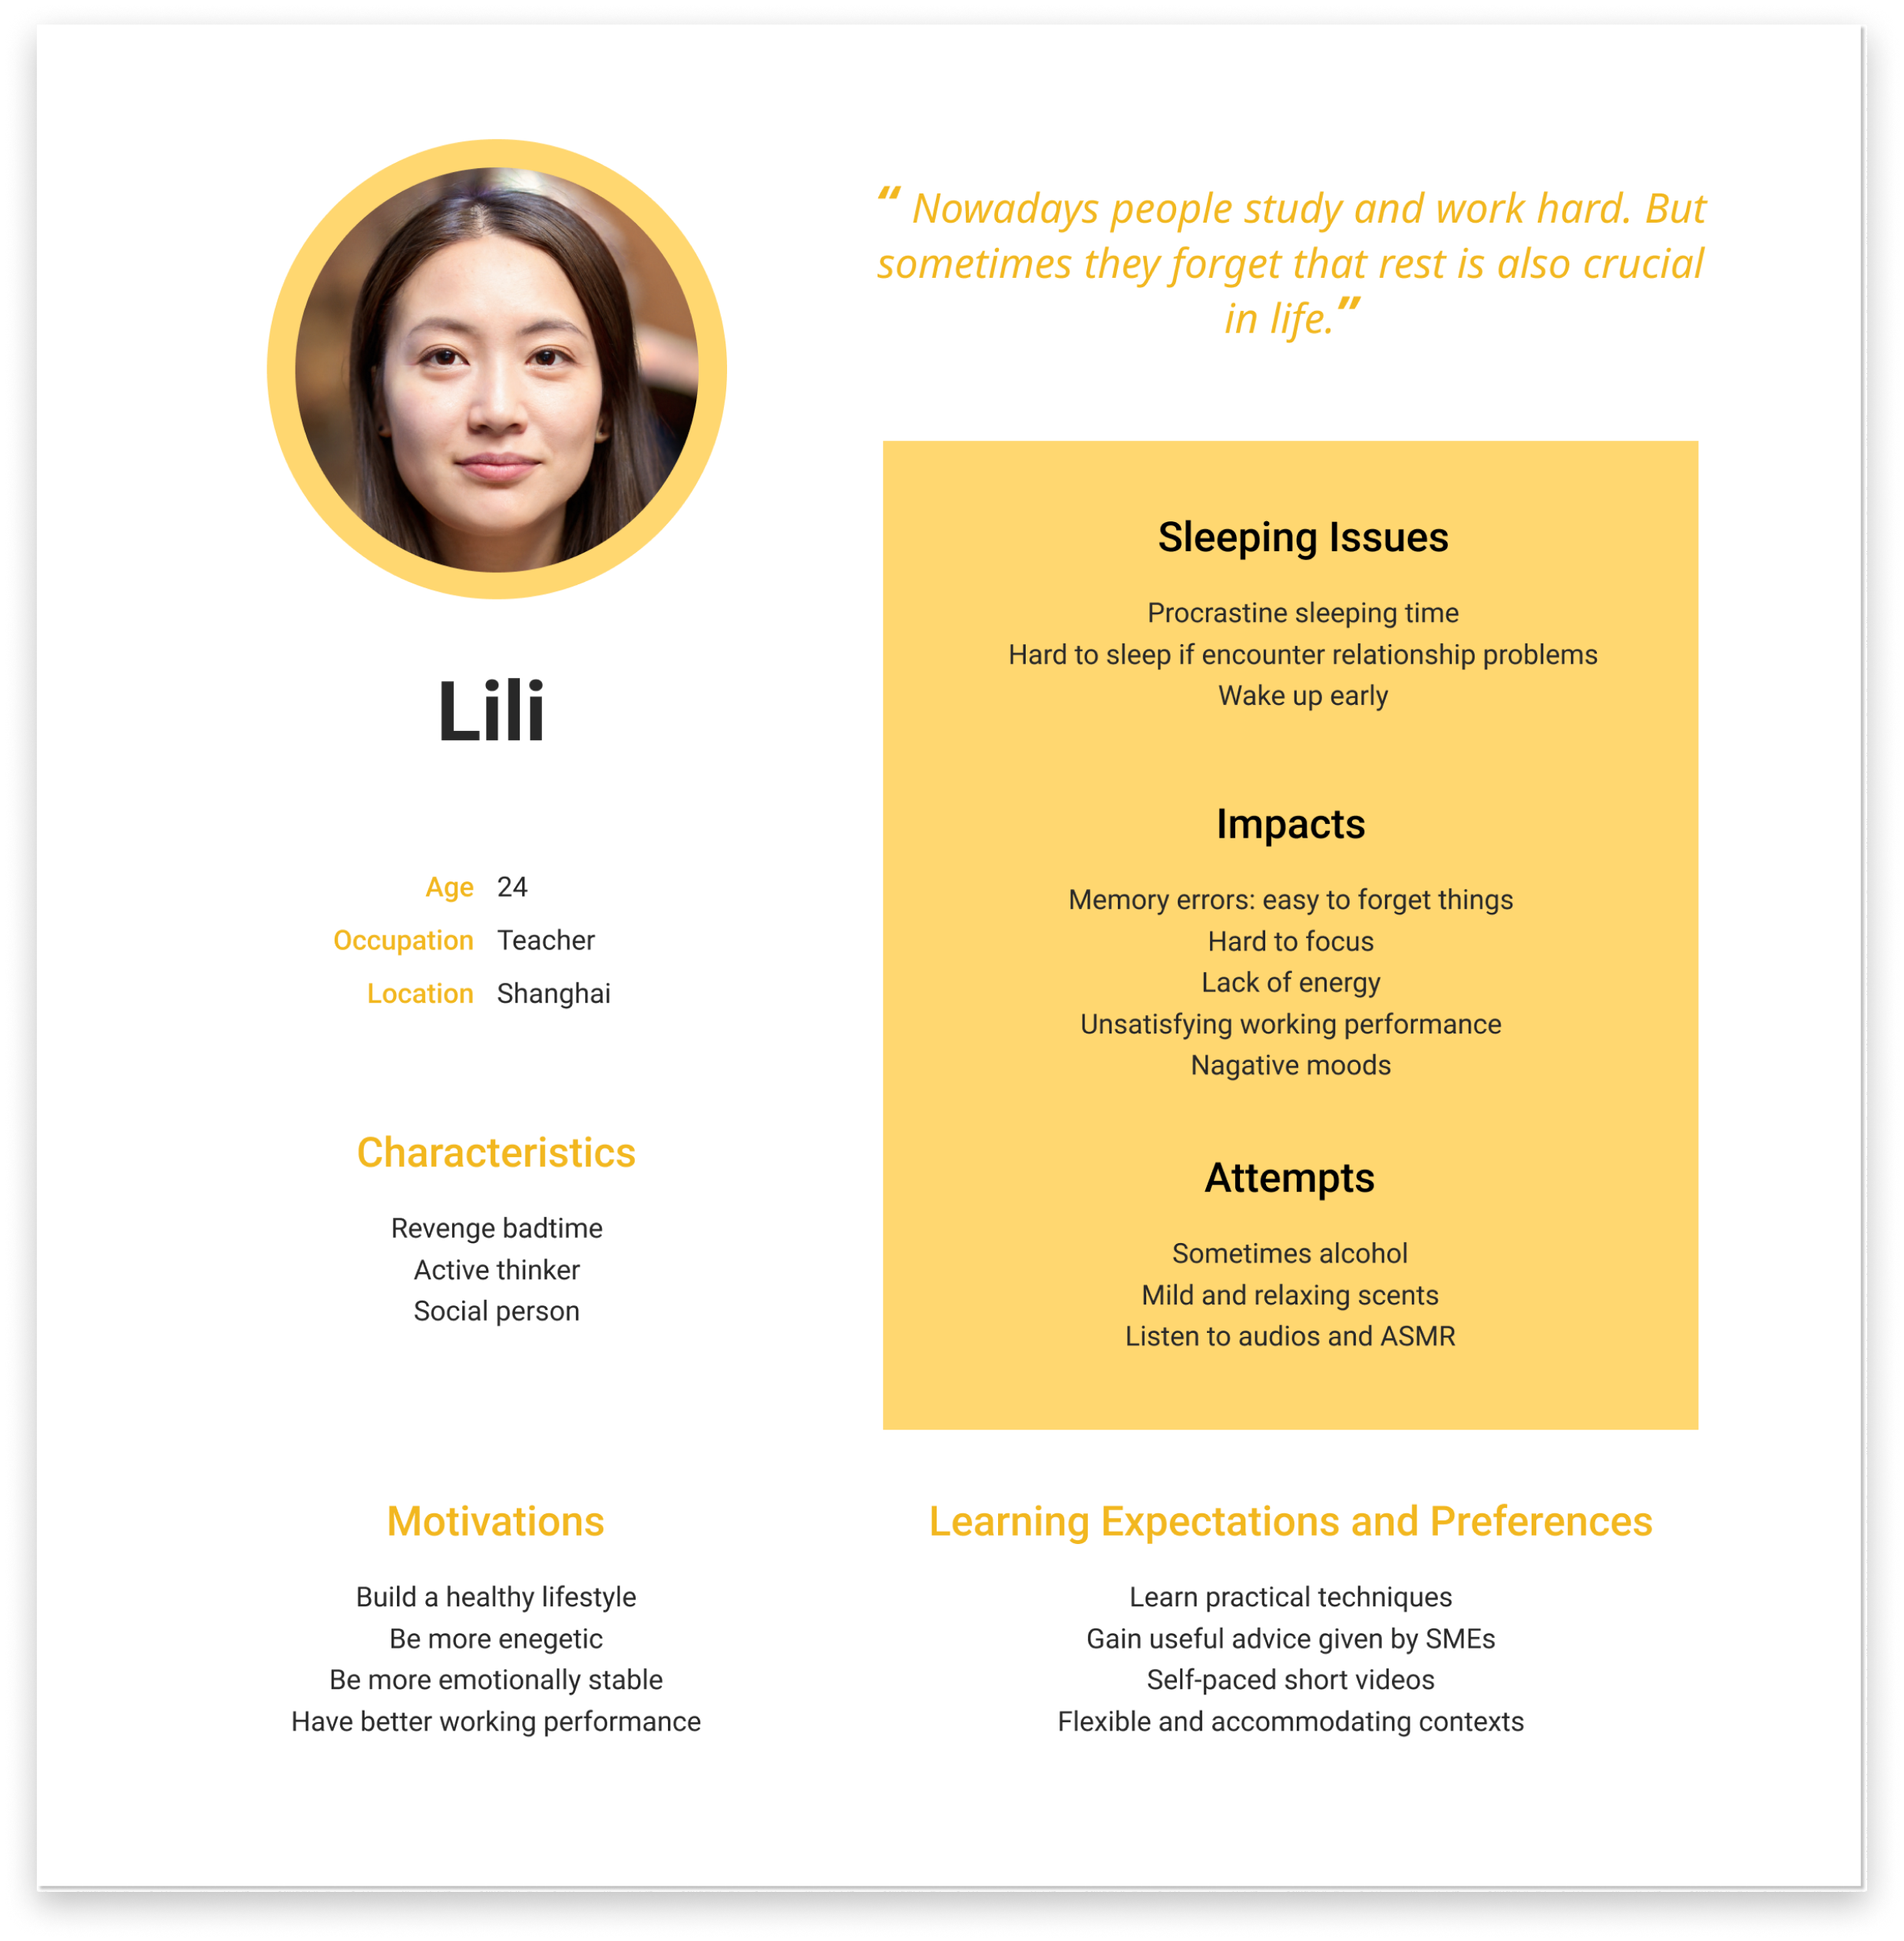 “ Nowadays people study and work hard. But
sometimes they forget that rest is also crucial
in life.”
Lili
Age 24
Occupation Teacher
Location Shanghai
Characteristics
Revenge badtime
Active thinker
Social person
Sleeping Issues
Procrastine sleeping time
Hard to sleep if encounter relationship problems
Wake up early
Impacts
Memory errors: easy to forget things
Hard to focus
Lack of energy
Unsatisfying working performance
Nagative moods
Attempts
Sometimes alcohol
Mild and relaxing scents
Listen to audios and ASMR
Motivations
Build a healthy lifestyle
Be more enegetic
Be more emotionally stable
Have better working performance
Learning Expectations and Preferences
Learn practical techniques
Gain useful advice given by SMEs
Self-paced short videos
Flexible and accommodating contexts